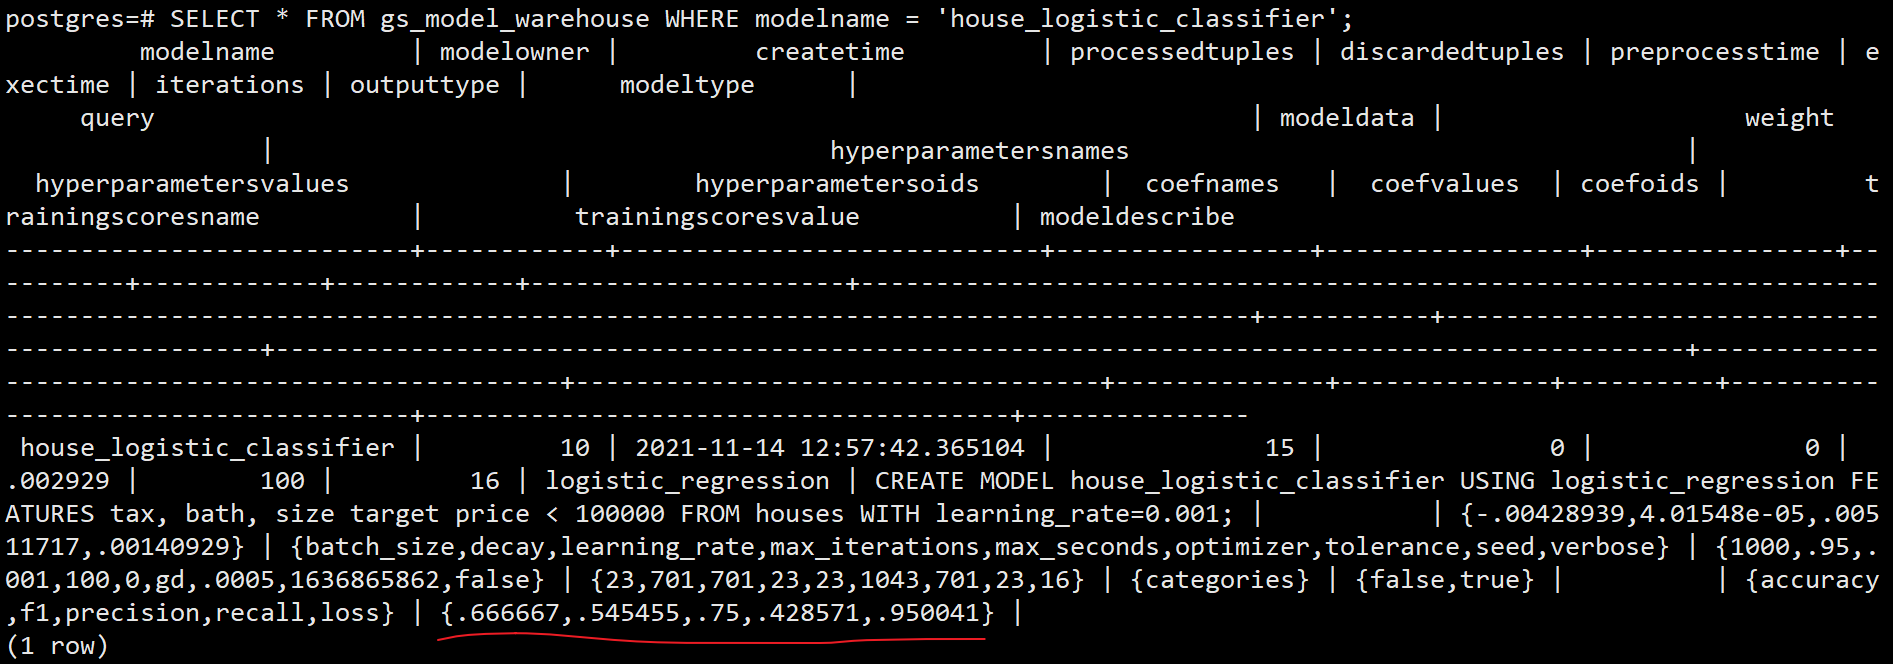 postgres=# SELECT * FROM gs_model_warehouse WHERE modelname = 'house_logistic_classifier';
         modelname         | modelowner |         createtime         | processedtuples | discardedtuples | preprocesstime | e
xectime | iterations | outputtype |      modeltype      |
     query                                                                         | modeldata |                    weight
                 |                                     hyperparametersnames                                     |
  hyperparametersvalues              |        hyperparametersoids        |  coefnames   |  coefvalues  | coefoids |         t
rainingscoresname          |          trainingscoresvalue          | modeldescribe
---------------------------+------------+----------------------------+-----------------+-----------------+----------------+--
--------+------------+------------+---------------------+--------------------------------------------------------------------
-----------------------------------------------------------------------------------+-----------+-----------------------------
-----------------+----------------------------------------------------------------------------------------------+------------
-------------------------------------+-----------------------------------+--------------+--------------+----------+----------
---------------------------+---------------------------------------+---------------
 house_logistic_classifier |         10 | 2021-11-14 12:57:42.365104 |              15 |               0 |              0 |
.002929 |        100 |         16 | logistic_regression | CREATE MODEL house_logistic_classifier USING logistic_regression FE
ATURES tax, bath, size target price < 100000 FROM houses WITH learning_rate=0.001; |           | {-.00428939,4.01548e-05,.005
11717,.00140929} | {batch_size,decay,learning_rate,max_iterations,max_seconds,optimizer,tolerance,seed,verbose} | {1000,.95,.
001,100,0,gd,.0005,1636865862,false} | {23,701,701,23,23,1043,701,23,16} | {categories} | {false,true} |          | {accuracy
,f1,precision,recall,loss} | {.666667,.545455,.75,.428571,.950041} |
(1 row)